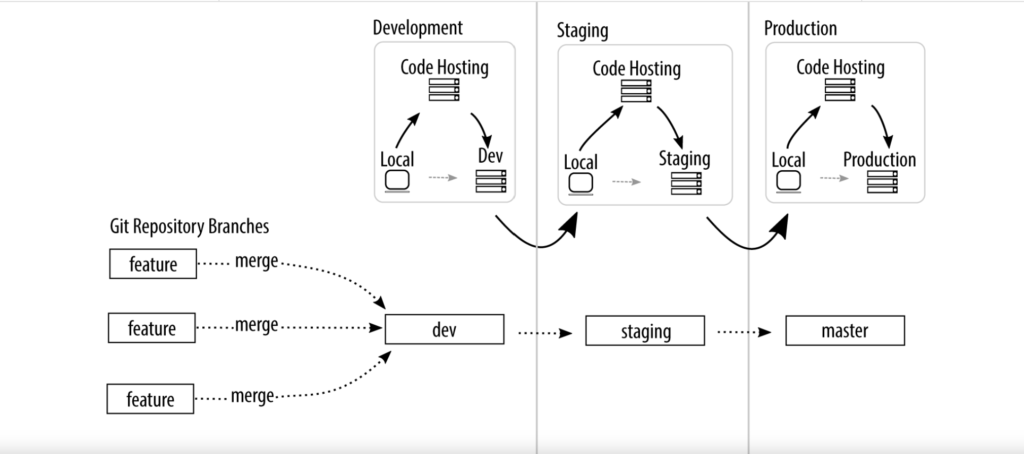 Development
Staging
Production
Code Hosting
Local
Dev
Code Hosting
Local
Staging
Code Hosting
Local
Production
Git Repository Branches
feature
merge
feature
merge
feature
merge
dev
staging
master